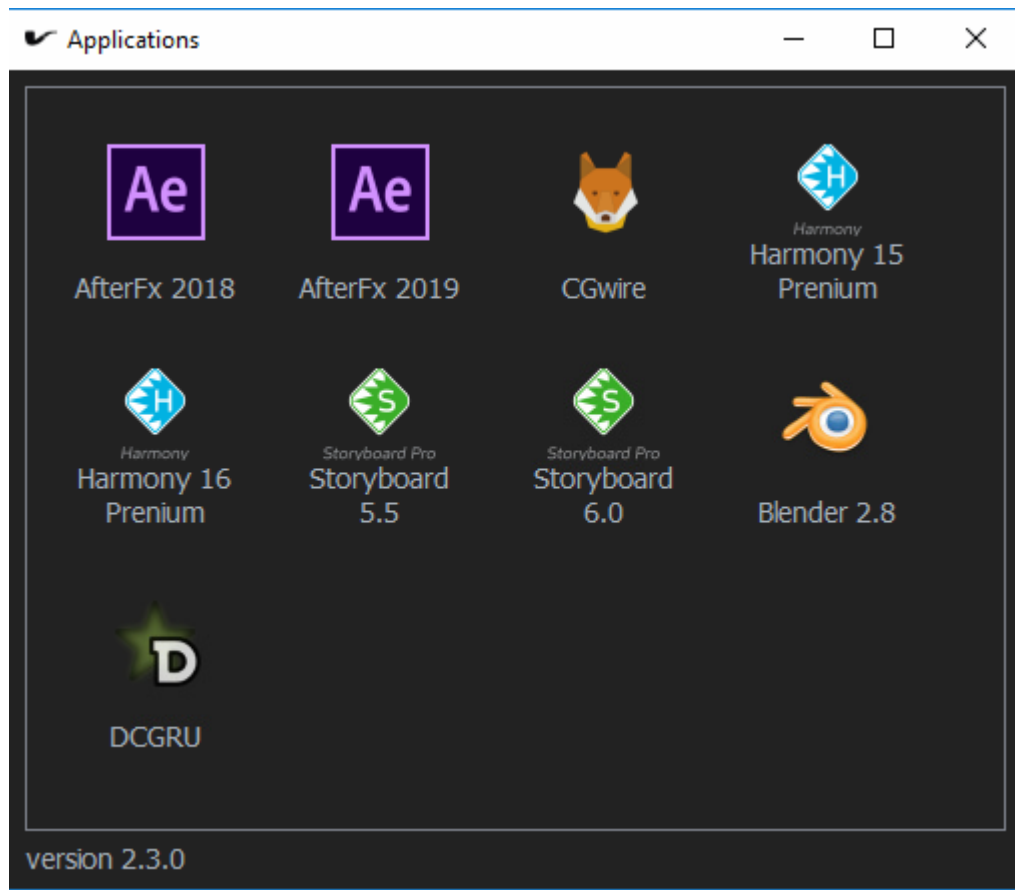 Applications
Ae
Ae
H
Harmony
AfterFx 2018
AfterFx 2019
CGwire
Harmony 15
Prenium
H
Harmony
Harmony 16
Prenium
S
Storyboard Pro
Storyboard
5.5
S
Storyboard Pro
Storyboard
6.0
Blender 2.8
D
DCGRU
version 2.3.0